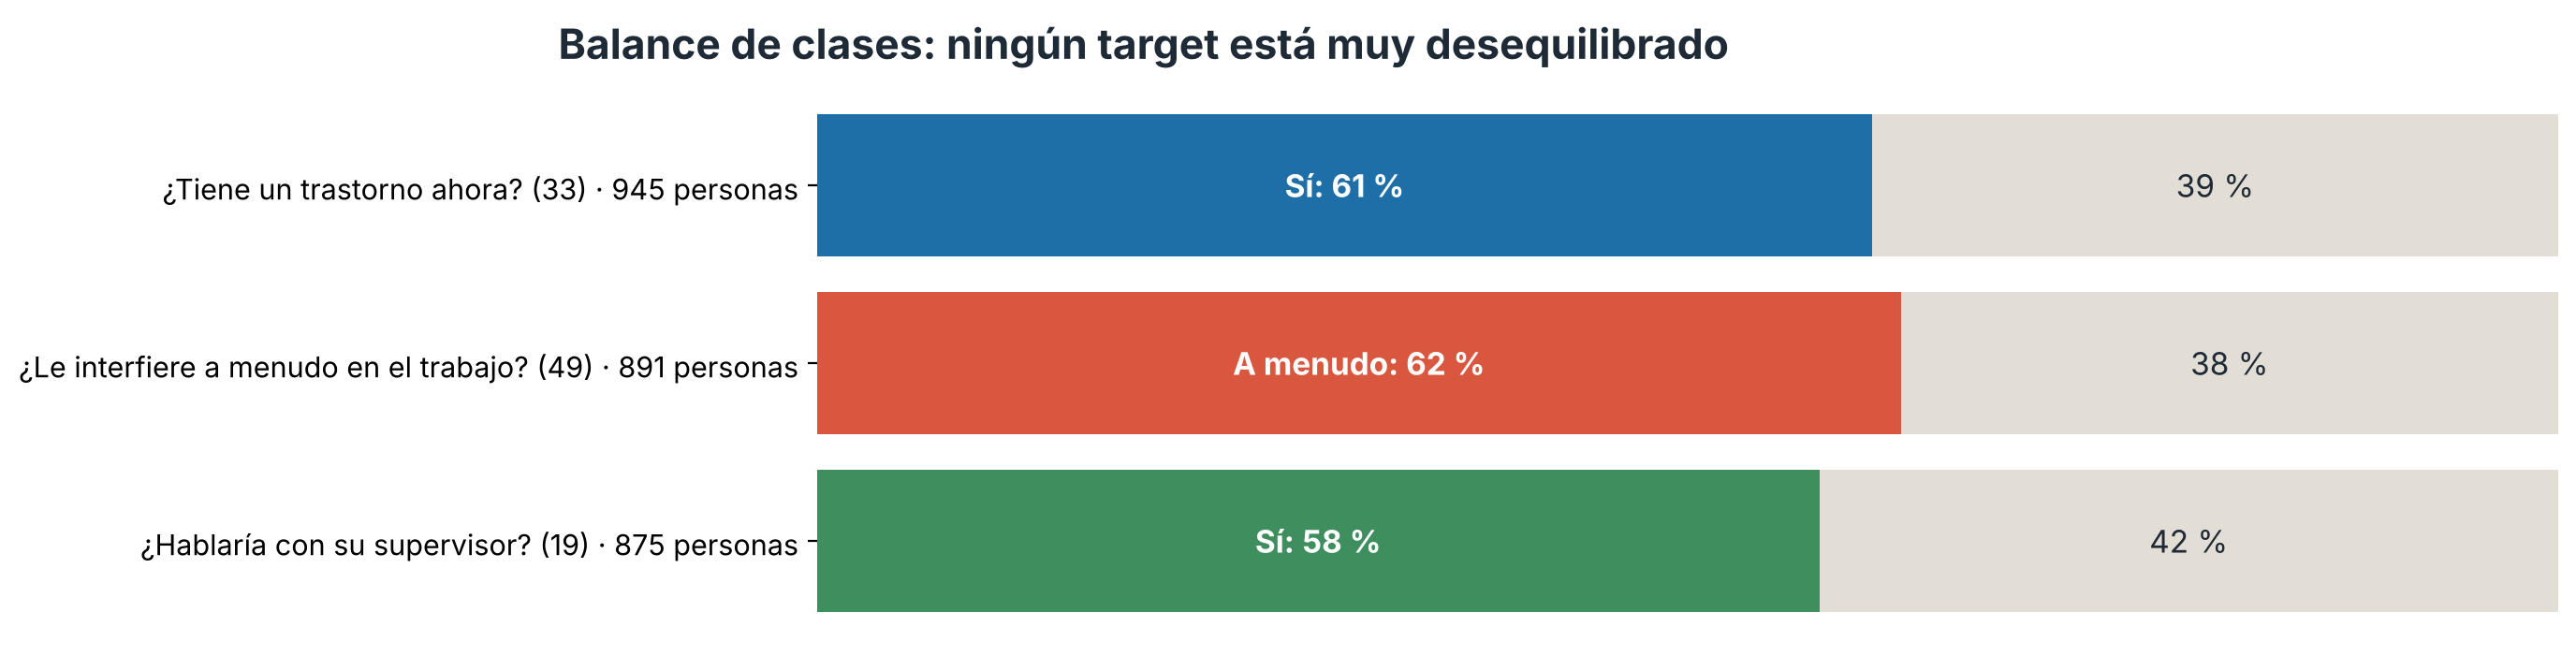 Balance de clases: ningún target está muy desequilibrado
¿Tiene un trastorno ahora? (33) · 945 personas
Sí: 61 %
39 %
¿Le interfiere a menudo en el trabajo? (49) · 891 personas
A menudo: 62 %
38 %
¿Hablaría con su supervisor? (19) · 875 personas
Sí: 58 %
42 %